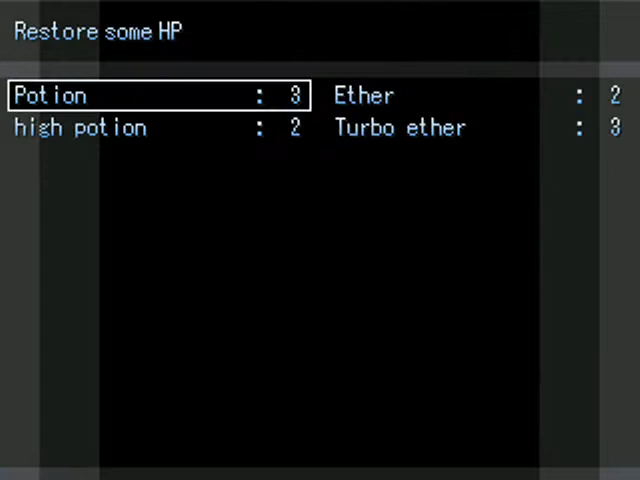 Restore some HP
Potion : 3 Ether : 2
high potion : 2 Turbo ether : 3